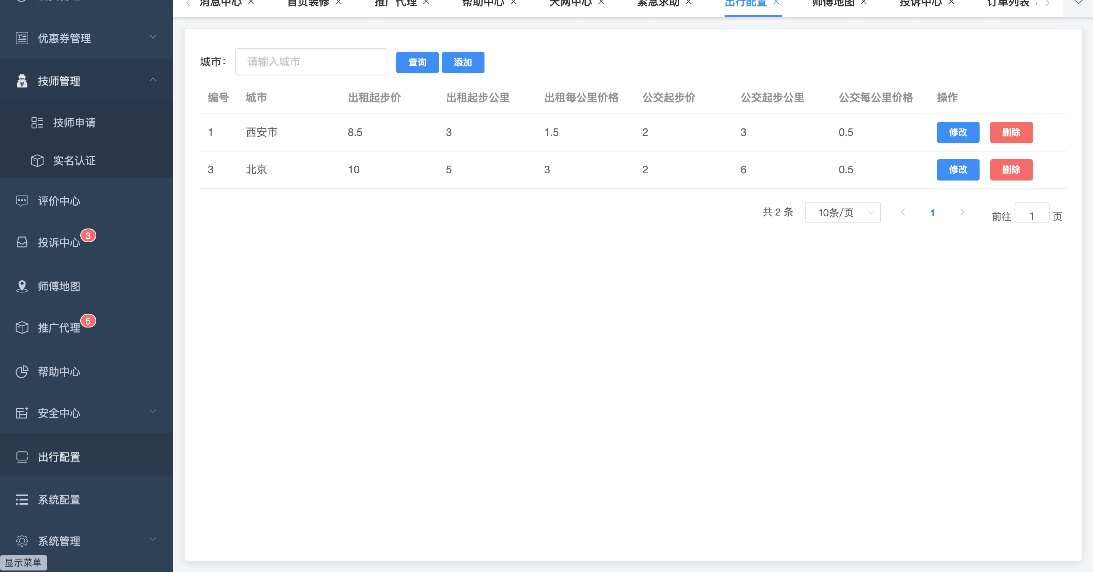 消息中心 × 首页装修 × 推广代理 × 帮助中心 × 天网中心 × 紧急求助 × 出行配置 × 师傅地图 × 投诉中心 × 订单列表
优惠券管理
技师管理
技师申请
实名认证
评价中心
投诉中心 3
师傅地图
推广代理 5
帮助中心
安全中心
出行配置
系统配置
系统管理
显示菜单
城市: 请输入城市 查询 添加
编号 城市 出租起步价 出租起步公里 出租每公里价格 公交起步价 公交起步公里 公交每公里价格 操作
1 西安市 8.5 3 1.5 2 3 0.5 修改 删除
3 北京 10 5 3 2 6 0.5 修改 删除
共 2 条 10条/页 1 前往 1 页